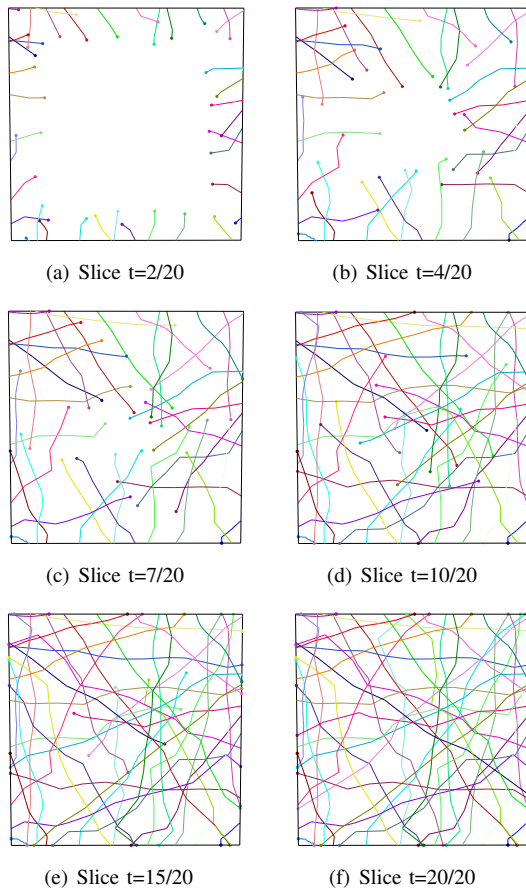 (a) Slice t=2/20
(b) Slice t=4/20
(c) Slice t=7/20
(d) Slice t=10/20
(e) Slice t=15/20
(f) Slice t=20/20